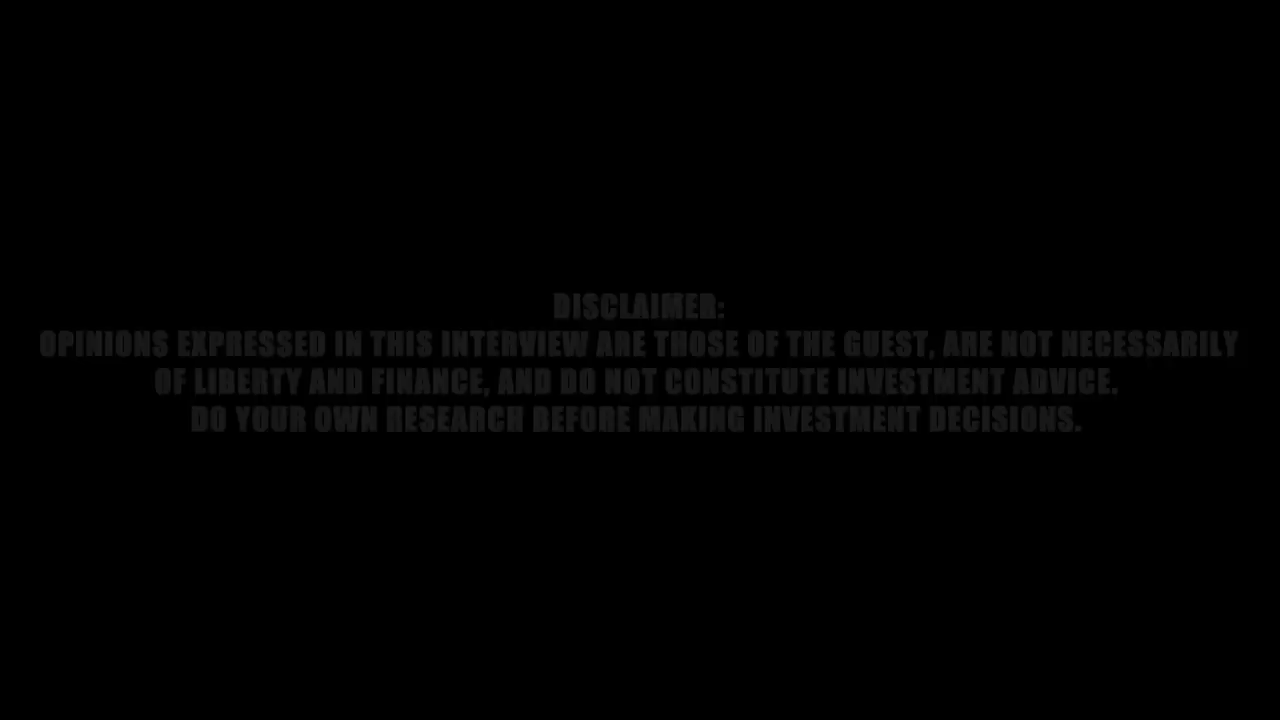 DISCLAIMER:
OPINIONS EXPRESSED IN THIS INTERVIEW ARE THOSE OF THE GUEST, ARE NOT NECESSARILY
OF LIBERTY AND FINANCE, AND DO NOT CONSTITUTE INVESTMENT ADVICE.
DO YOUR OWN RESEARCH BEFORE MAKING INVESTMENT DECISIONS.